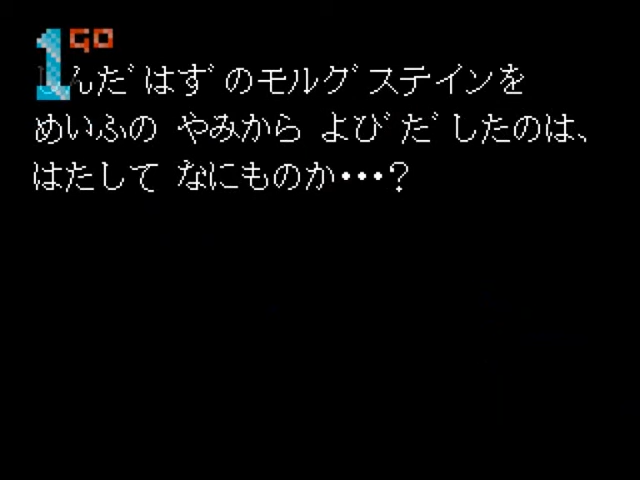 1GO
しんだはずのモルグステインを
めいふの やみから よびだしたのは、
はたして なにものか・・・?